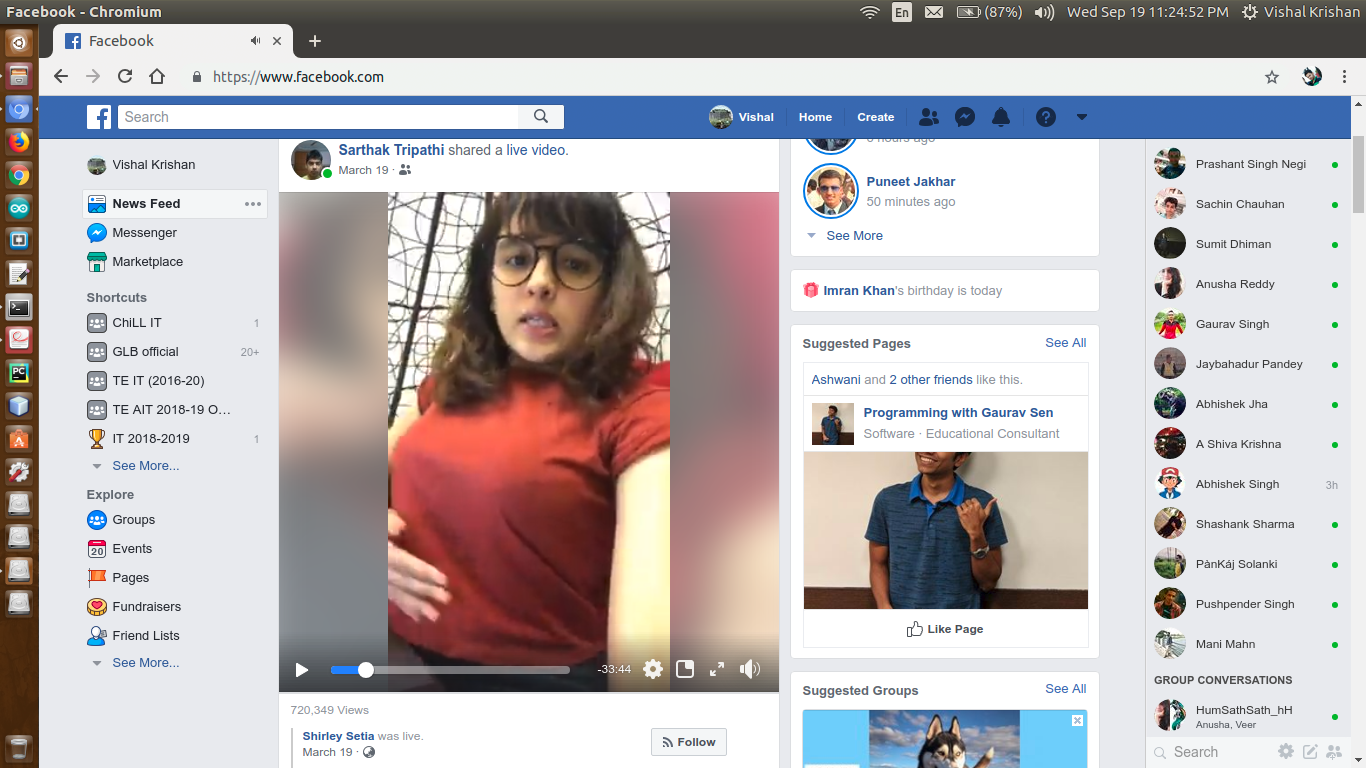 Facebook - Chromium
En
(87%)
Wed Sep 19 11:24:52 PM
Vishal Krishan
Facebook
https://www.facebook.com
Search
Vishal
Home
Create
Vishal Krishan
News Feed
Messenger
Marketplace
Shortcuts
ChiLL IT 1
GLB official 20+
TE IT (2016-20)
TE AIT 2018-19 O...
IT 2018-2019 1
See More...
Explore
Groups
20
Events
Pages
Fundraisers
Friend Lists
See More...
Sarthak Tripathi shared a live video.
March 19 ·
-33:44
720,349 Views
Shirley Setia was live.
March 19 ·
Follow
hours ago
Puneet Jakhar
50 minutes ago
See More
Imran Khan's birthday is today
Suggested Pages See All
Ashwani and 2 other friends like this.
Programming with Gaurav Sen
Software · Educational Consultant
Like Page
Suggested Groups See All
Prashant Singh Negi
Sachin Chauhan
Sumit Dhiman
Anusha Reddy
Gaurav Singh
Jaybahadur Pandey
Abhishek Jha
A Shiva Krishna
Abhishek Singh 3h
Shashank Sharma
PànKáj Solanki
Pushpender Singh
Mani Mahn
GROUP CONVERSATIONS
HumSathSath_hH
Anusha, Veer
Search